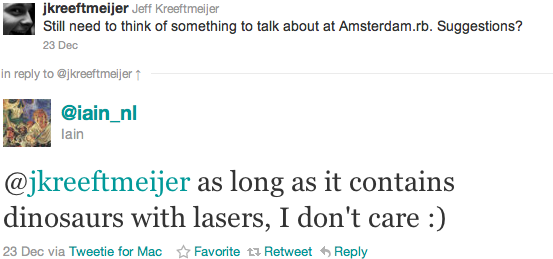 jkreeftmeijer Jeff Kreeftmeijer
Still need to think of something to talk about at Amsterdam.rb. Suggestions?
23 Dec
in reply to @jkreeftmeijer ↑
@iain_nl
Iain
@jkreeftmeijer as long as it contains
dinosaurs with lasers, I don't care :)
23 Dec via Tweetie for Mac Favorite Retweet Reply